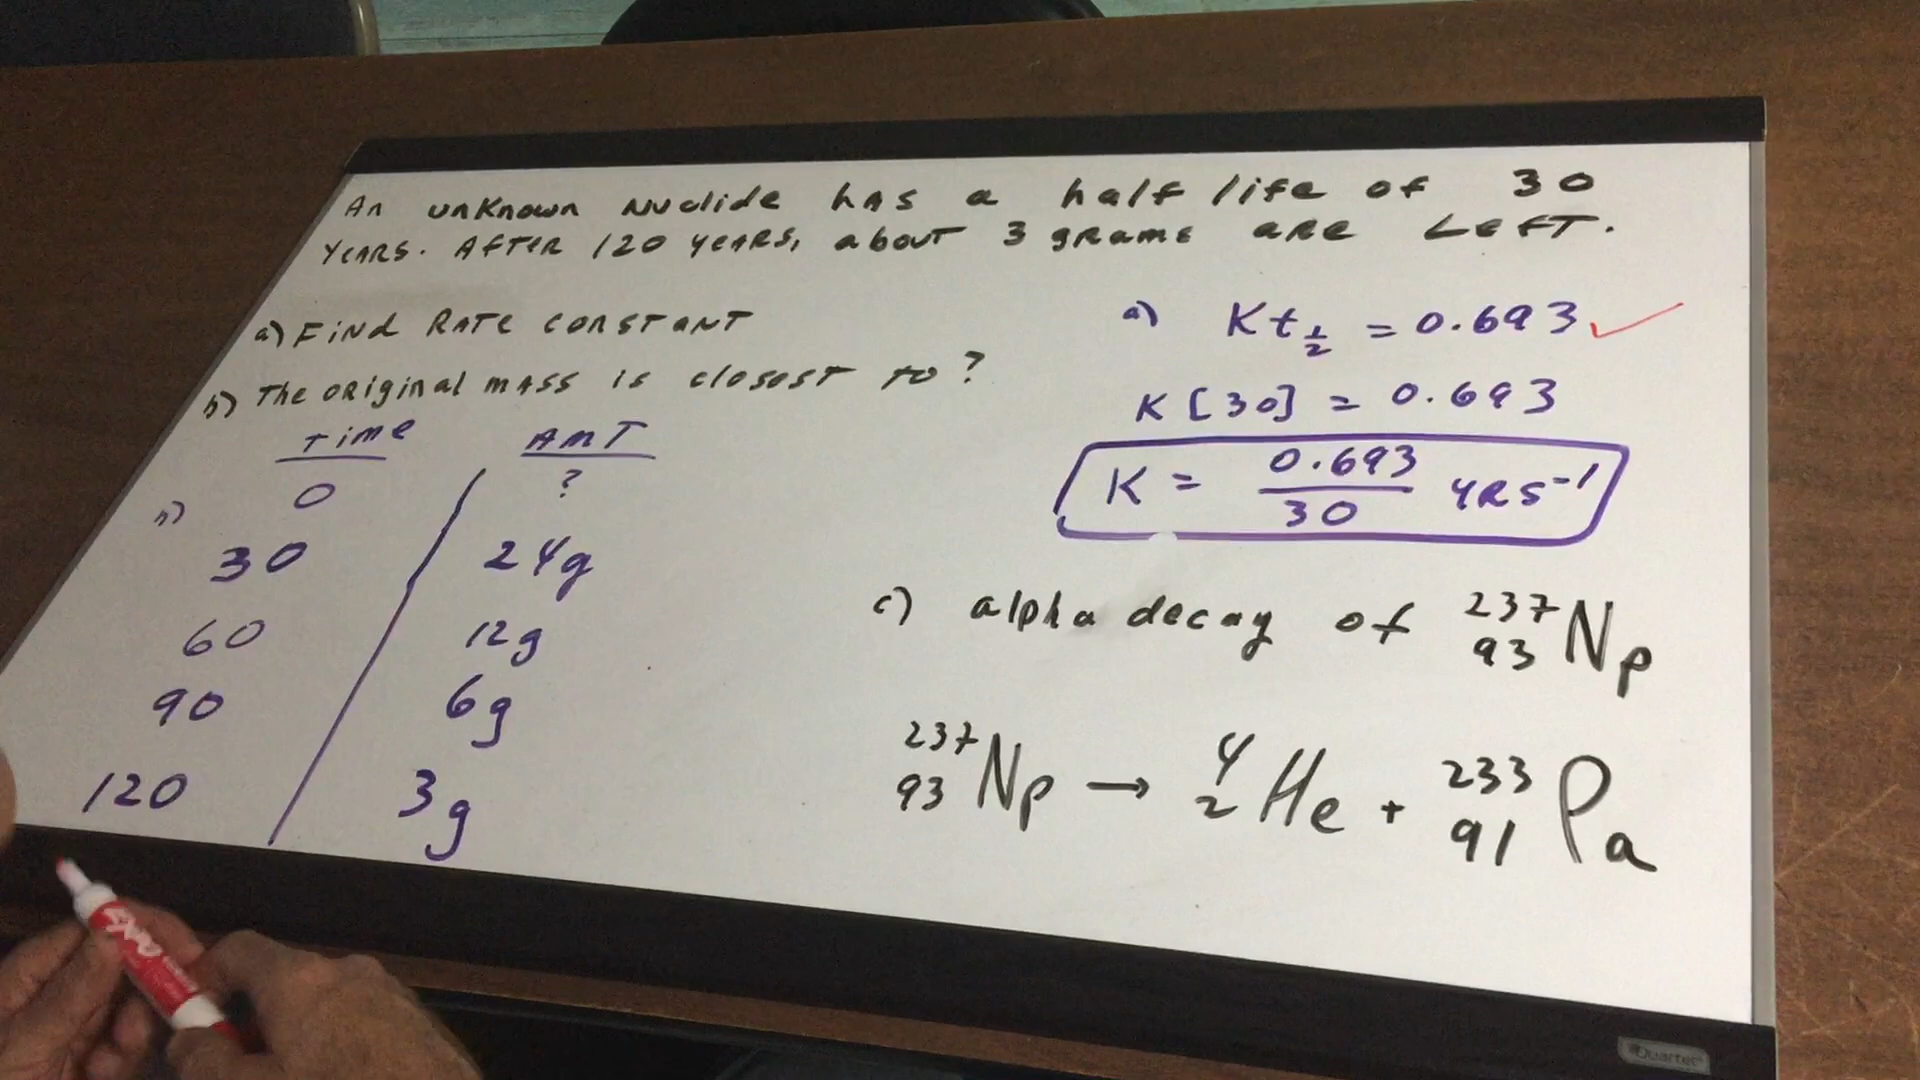 An unknown nuclide has a half life of 30
years. After 120 years, about 3 grams are left.
a) Find rate constant
b) The original mass is closest to?
Time Amt
0 ?
30 24g
60 12g
90 6g
120 3g
a) Kt½ = 0.693 ✓
K[30] = 0.693
K = 0.693/30 yrs⁻¹
c) alpha decay of ²³⁷₉₃Np
²³⁷₉₃Np → ⁴₂He + ²³³₉₁Pa
EXPO
Quartet